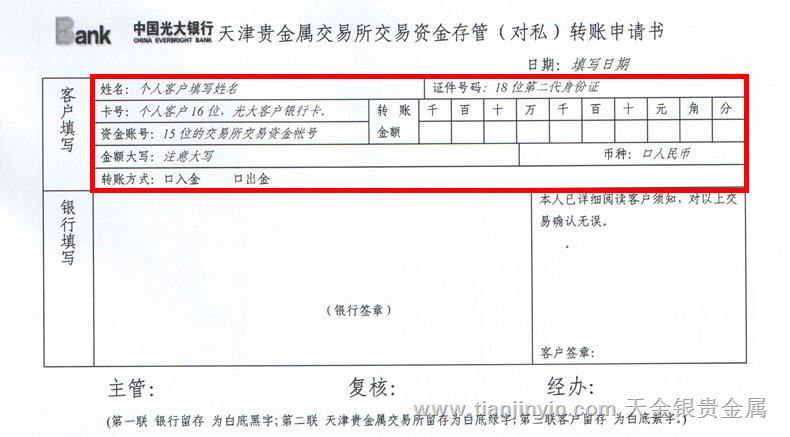 Bank 中国光大银行 天津贵金属交易所交易资金存管（对私）转账申请书
CHINA EVERBRIGHT BANK
日期：填写日期
客户填写
姓名：个人客户填写姓名 证件号码：18位第二代身份证
卡号：个人客户16位，光大客户银行卡。 转账金额 千 百 十 万 千 百 十 元 角 分
资金账号：15位的交易所交易资金帐号
金额大写：注意大写 币种：口人民币
转账方式：口入金 口出金
银行填写
本人已详细阅读客户须知，对以上交
易确认无误。
（银行签章）
客户签章：
主管： 复核： 经办：
www.tianjinyin.com 天金银贵金属
(第一联 银行留存 为白底黑字;第二联 天津贵金属交易所留存为白底绿字;第三联客户留存 为白底紫字。)